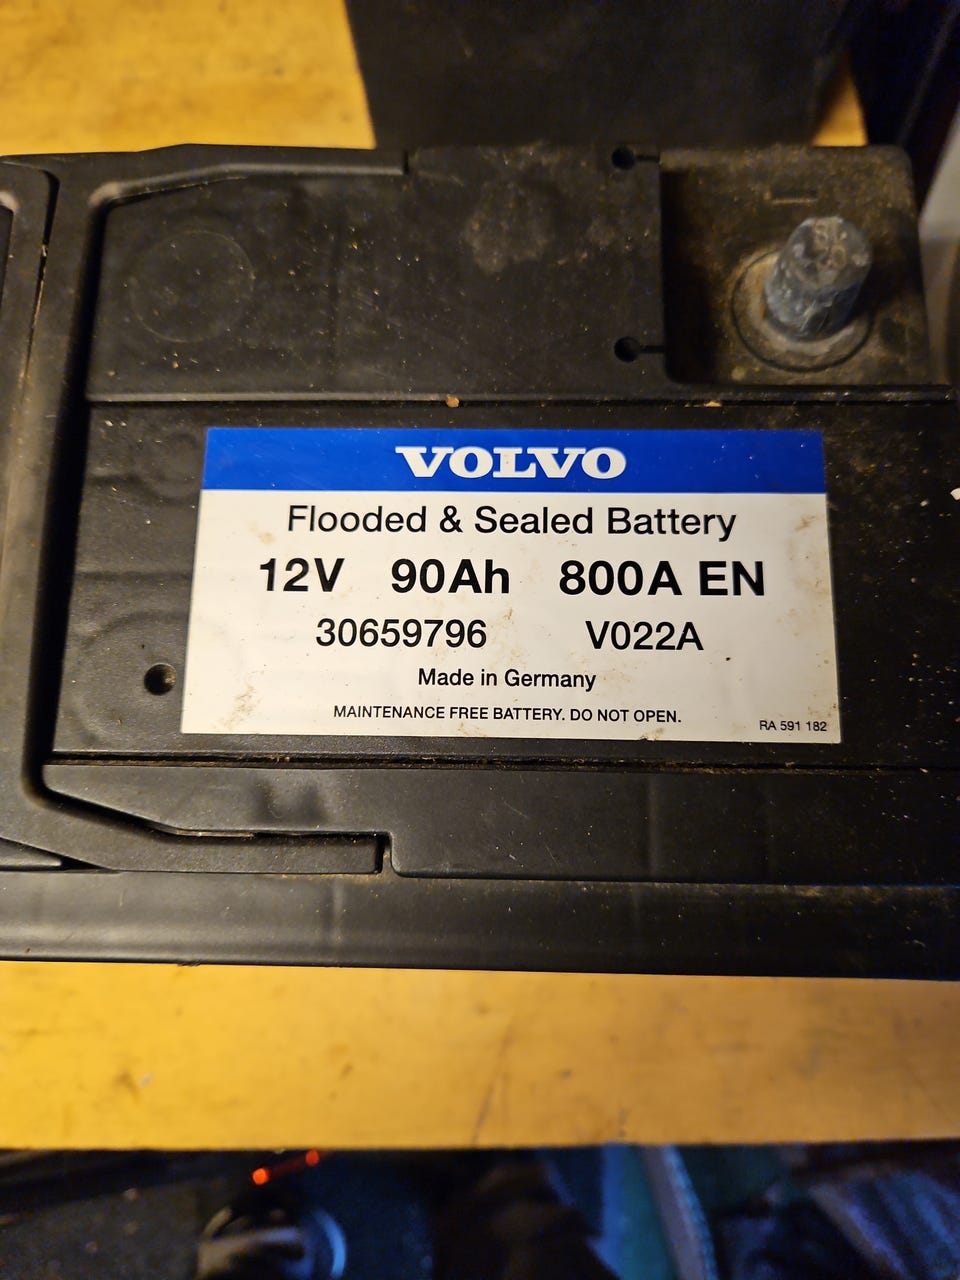 VOLVO
Flooded & Sealed Battery
12V 90Ah 800A EN
30659796 V022A
Made in Germany
MAINTENANCE FREE BATTERY. DO NOT OPEN.
RA 591 182